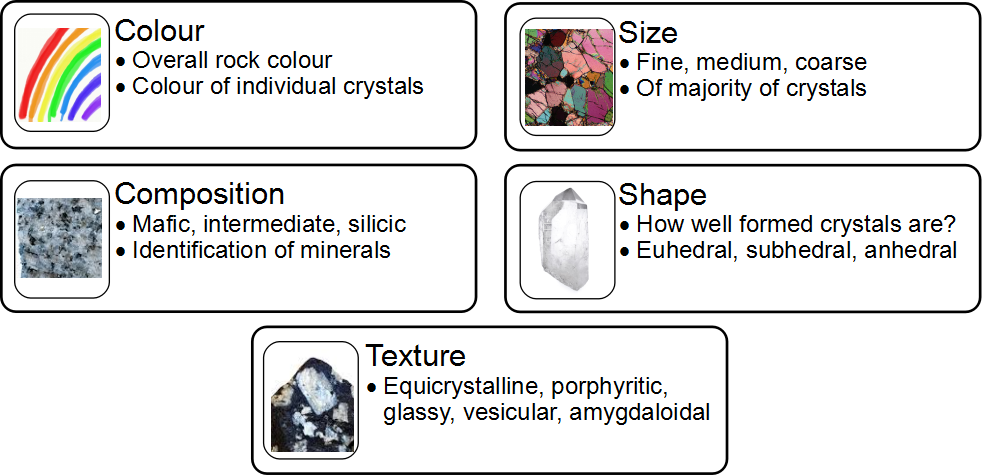 Colour
• Overall rock colour
• Colour of individual crystals
Size
• Fine, medium, coarse
• Of majority of crystals
Composition
• Mafic, intermediate, silicic
• Identification of minerals
Shape
• How well formed crystals are?
• Euhedral, subhedral, anhedral
Texture
• Equicrystalline, porphyritic,
glassy, vesicular, amygdaloidal